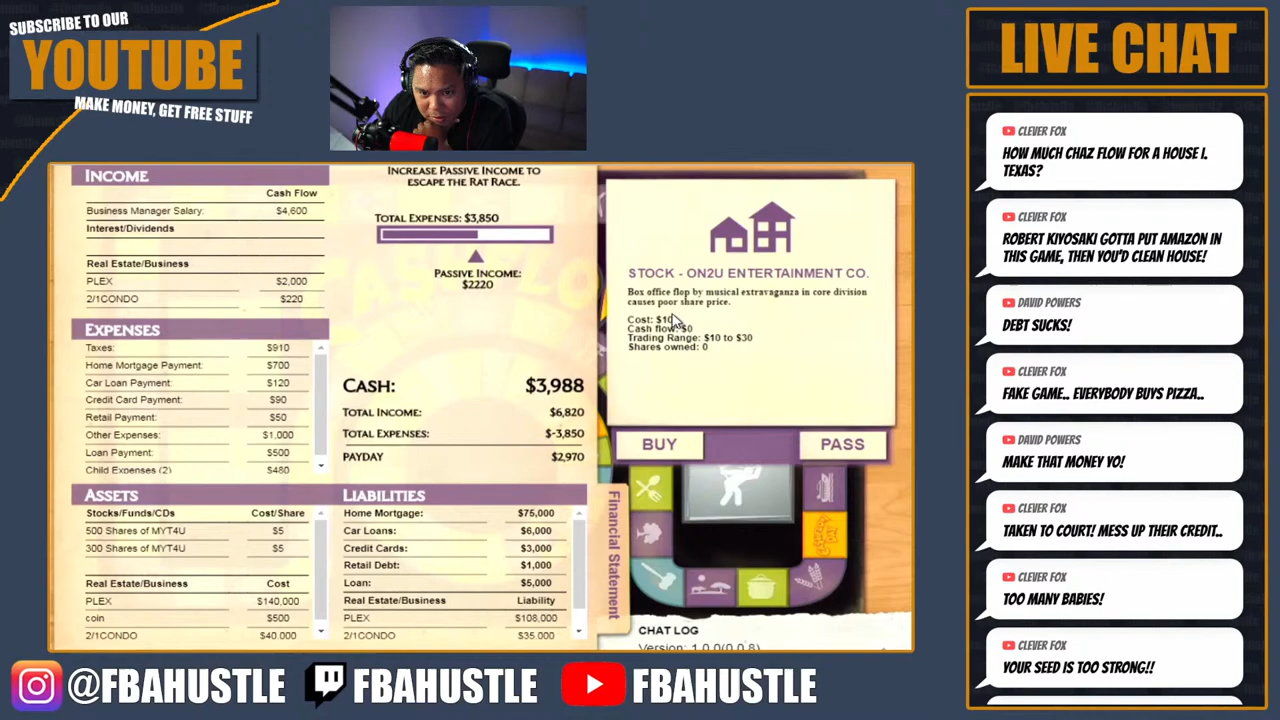 SUBSCRIBE TO OUR
YOUTUBE
MAKE MONEY, GET FREE STUFF
INCOME
Cash Flow
Business Manager Salary: $4,600
Interest/Dividends
Real Estate/Business
PLEX $2,000
2/1CONDO $220
EXPENSES
Taxes: $910
Home Mortgage Payment: $700
Car Loan Payment: $120
Credit Card Payment: $90
Retail Payment: $50
Other Expenses: $1,000
Loan Payment: $500
Child Expenses (2) $480
ASSETS
Stocks/Funds/CDs Cost/Share
500 Shares of MYT4U $5
300 Shares of MYT4U $5
Real Estate/Business Cost
PLEX $140,000
coin $500
2/1CONDO $40,000
INCREASE PASSIVE INCOME TO
ESCAPE THE RAT RACE.
TOTAL EXPENSES: $3,850
PASSIVE INCOME:
$2220
CASH: $3,988
TOTAL INCOME: $6,820
TOTAL EXPENSES: $-3,850
PAYDAY $2,970
LIABILITIES
Home Mortgage: $75,000
Car Loans: $6,000
Credit Cards: $3,000
Retail Debt: $1,000
Loan: $5,000
Real Estate/Business Liability
PLEX $108,000
2/1CONDO $35,000
Financial Statement
STOCK - ON2U ENTERTAINMENT CO.
Box office flop by musical extravaganza in core division
causes poor share price.
Cost: $10
Cash flow: $0
Trading Range: $10 to $30
Shares owned: 0
BUY
PASS
CHAT LOG
Version: 1.0.0(0.0.8)
LIVE CHAT
CLEVER FOX
HOW MUCH CHAZ FLOW FOR A HOUSE I.
TEXAS?
CLEVER FOX
ROBERT KIYOSAKI GOTTA PUT AMAZON IN
THIS GAME, THEN YOU'D CLEAN HOUSE!
DAVID POWERS
DEBT SUCKS!
CLEVER FOX
FAKE GAME.. EVERYBODY BUYS PIZZA..
DAVID POWERS
MAKE THAT MONEY YO!
CLEVER FOX
TAKEN TO COURT! MESS UP THEIR CREDIT..
CLEVER FOX
TOO MANY BABIES!
CLEVER FOX
YOUR SEED IS TOO STRONG!!
@FBAHUSTLE
FBAHUSTLE
FBAHUSTLE